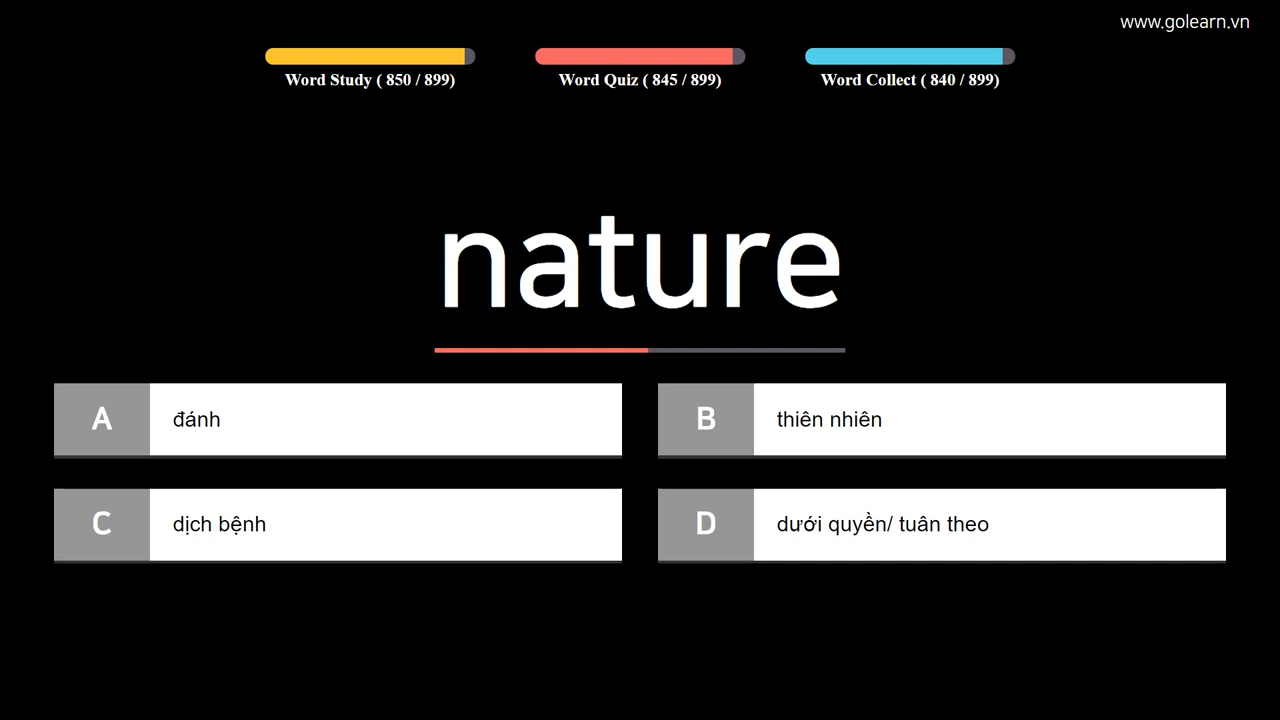 www.golearn.vn
Word Study ( 850 / 899)
Word Quiz ( 845 / 899)
Word Collect ( 840 / 899)
nature
A đánh
B thiên nhiên
C dịch bệnh
D dưới quyền/ tuân theo